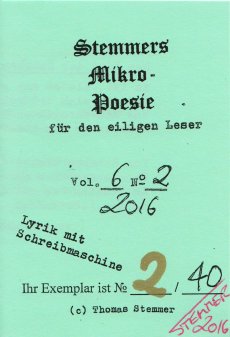 Stemmers
Mikro-
Poesie
für den eiligen Leser
Vol. 6 № 2
2016
Lyrik mit
Schreibmaschine
Ihr Exemplar ist № 2 / 40
(c) Thomas Stemmer
STEMMER
2016